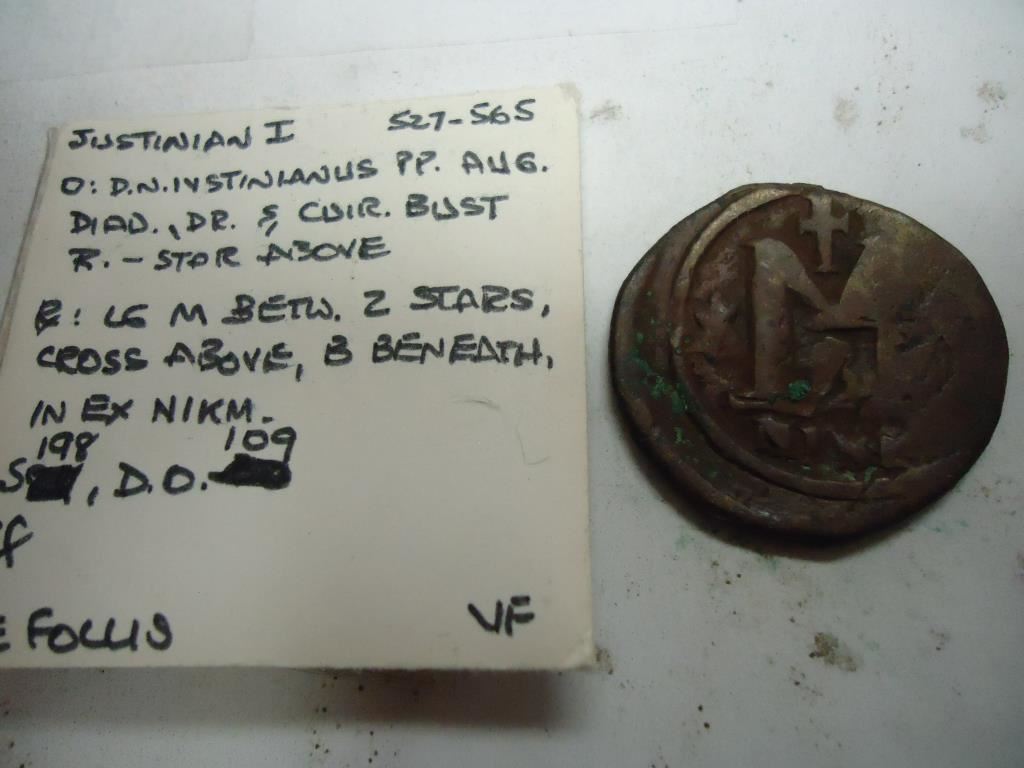 JUSTINIAN I 527-565
O: D.N.IVSTINIANUS PP. AUG.
DIAD., DR. & CUIR. BUST
R. - STAR ABOVE
R: LG M BETW. 2 STARS,
CROSS ABOVE, B BENEATH,
IN EX NIKM.
198 109
S , D.O.
FOLLIS VF
M